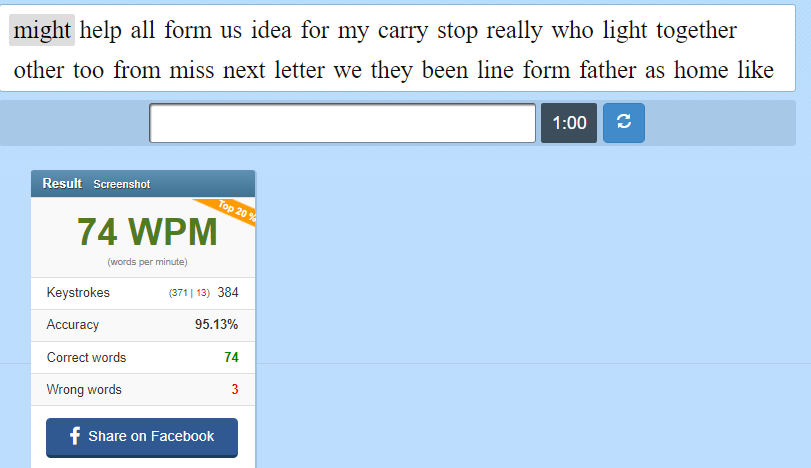 might help all form us idea for my carry stop really who light together
other too from miss next letter we they been line form father as home like
1:00
Result Screenshot
Top 20 %
74 WPM
(words per minute)
Keystrokes (371 | 13) 384
Accuracy 95.13%
Correct words 74
Wrong words 3
f Share on Facebook